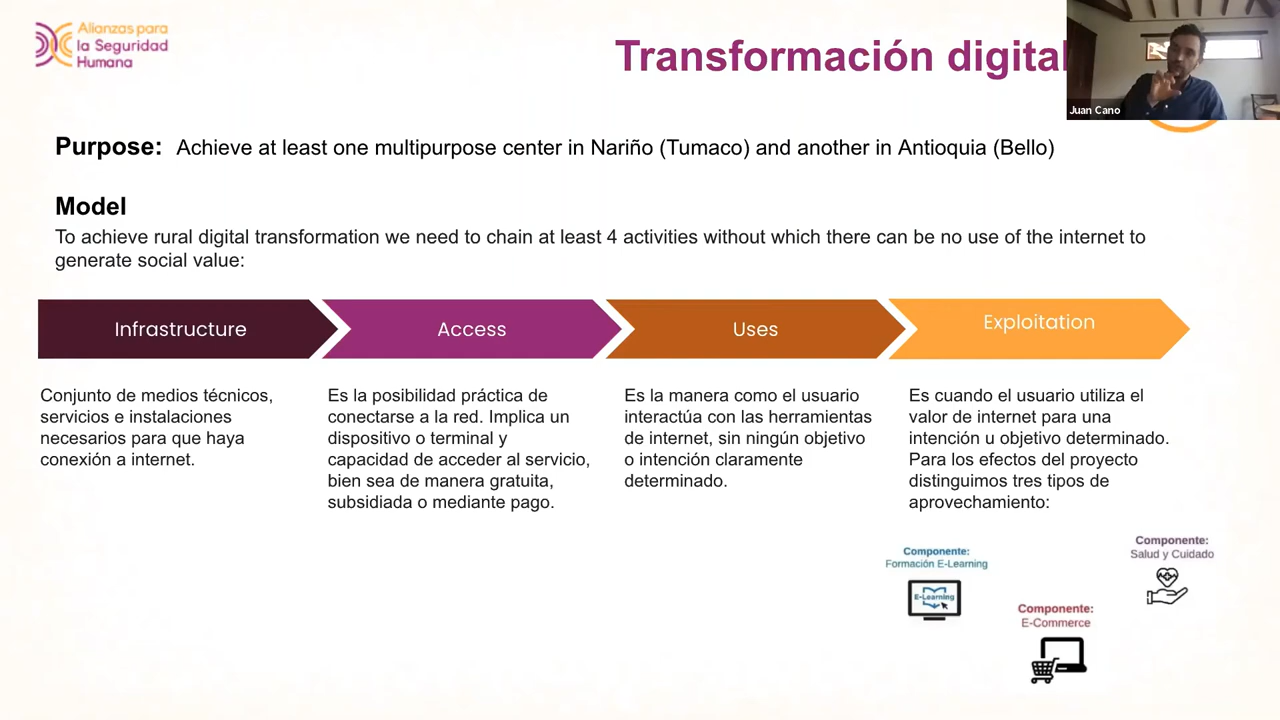 Alianzas para
la Seguridad
Humana
Transformación digital
Juan Cano
Purpose: Achieve at least one multipurpose center in Nariño (Tumaco) and another in Antioquia (Bello)
Model
To achieve rural digital transformation we need to chain at least 4 activities without which there can be no use of the internet to
generate social value:
Infrastructure
Access
Uses
Exploitation
Conjunto de medios técnicos,
servicios e instalaciones
necesarios para que haya
conexión a internet.
Es la posibilidad práctica de
conectarse a la red. Implica un
dispositivo o terminal y
capacidad de acceder al servicio,
bien sea de manera gratuita,
subsidiada o mediante pago.
Es la manera como el usuario
interactúa con las herramientas
de internet, sin ningún objetivo
o intención claramente
determinado.
Es cuando el usuario utiliza el
valor de internet para una
intención u objetivo determinado.
Para los efectos del proyecto
distinguimos tres tipos de
aprovechamiento:
Componente:
Formación E-Learning
E-Learning
Componente:
E-Commerce
Componente:
Salud y Cuidado